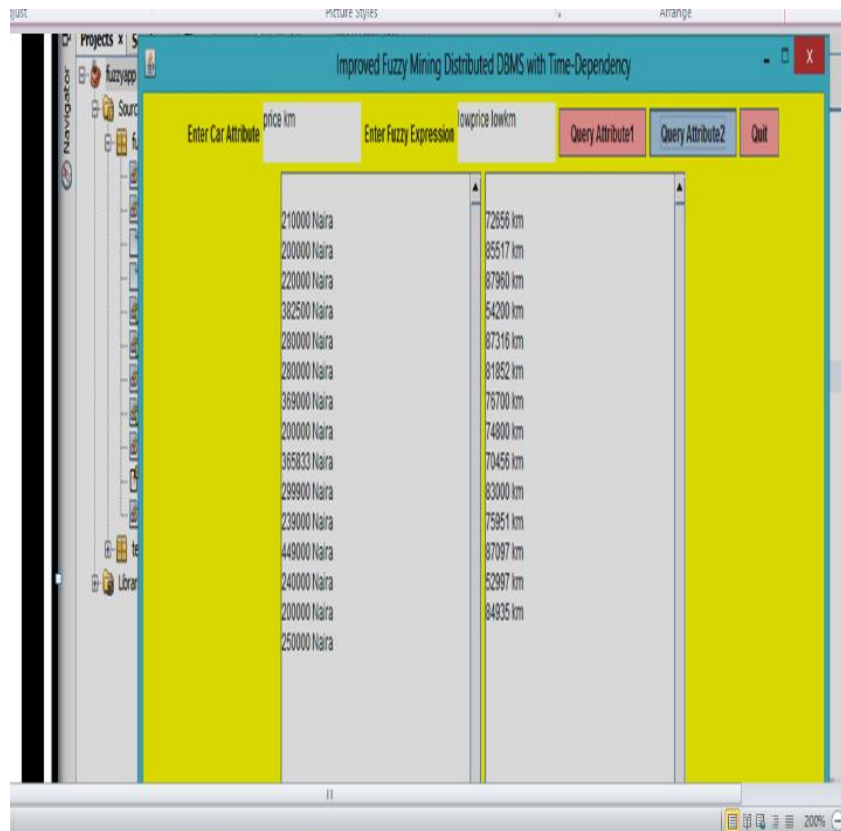 Picture Styles
Arrange
Projects x
Navigator
fuzzyapp
Improved Fuzzy Mining Distributed DBMS with Time-Dependency
X
Enter Car Attribute
price km
Enter Fuzzy Expression
lowprice lowkm
Query Attribute1
Query Attribute2
Quit
210000 Naira
200000 Naira
220000 Naira
382500 Naira
280000 Naira
280000 Naira
369000 Naira
200000 Naira
365833 Naira
299900 Naira
239000 Naira
449000 Naira
240000 Naira
200000 Naira
250000 Naira
72656 km
85517 km
87960 km
54200 km
87316 km
81852 km
76700 km
74800 km
70456 km
83000 km
75951 km
87097 km
52997 km
84935 km
200%